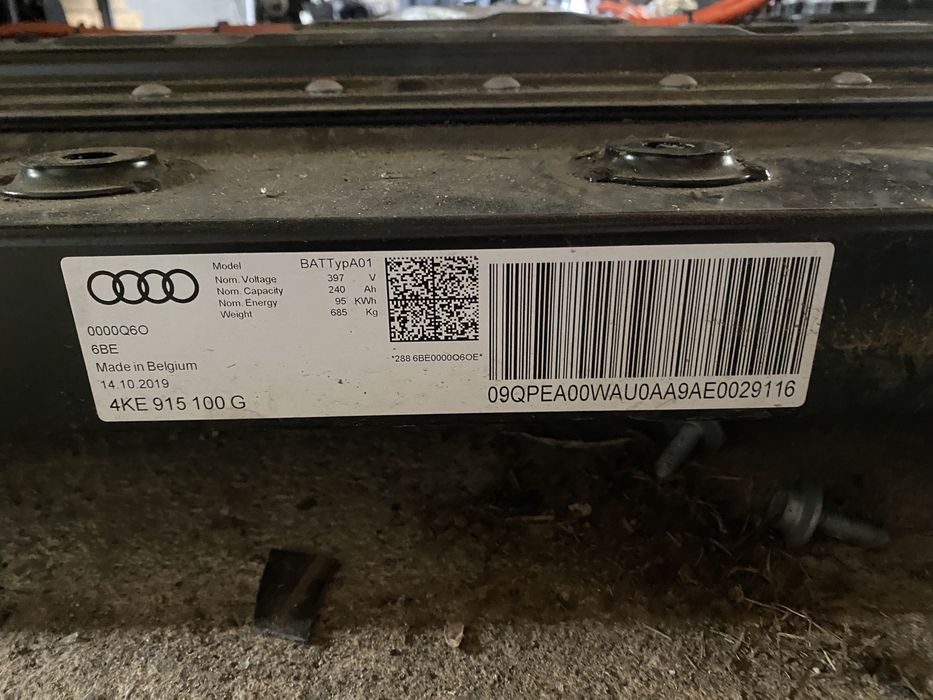 Model BATTypA01
Nom. Voltage 397 V
Nom. Capacity 240 Ah
Nom. Energy 95 KWh
Weight 685 Kg
0000Q6O
6BE
Made in Belgium
14.10.2019
4KE 915 100 G
*288 6BE0000Q6OE*
09QPEA00WAU0AA9AE0029116